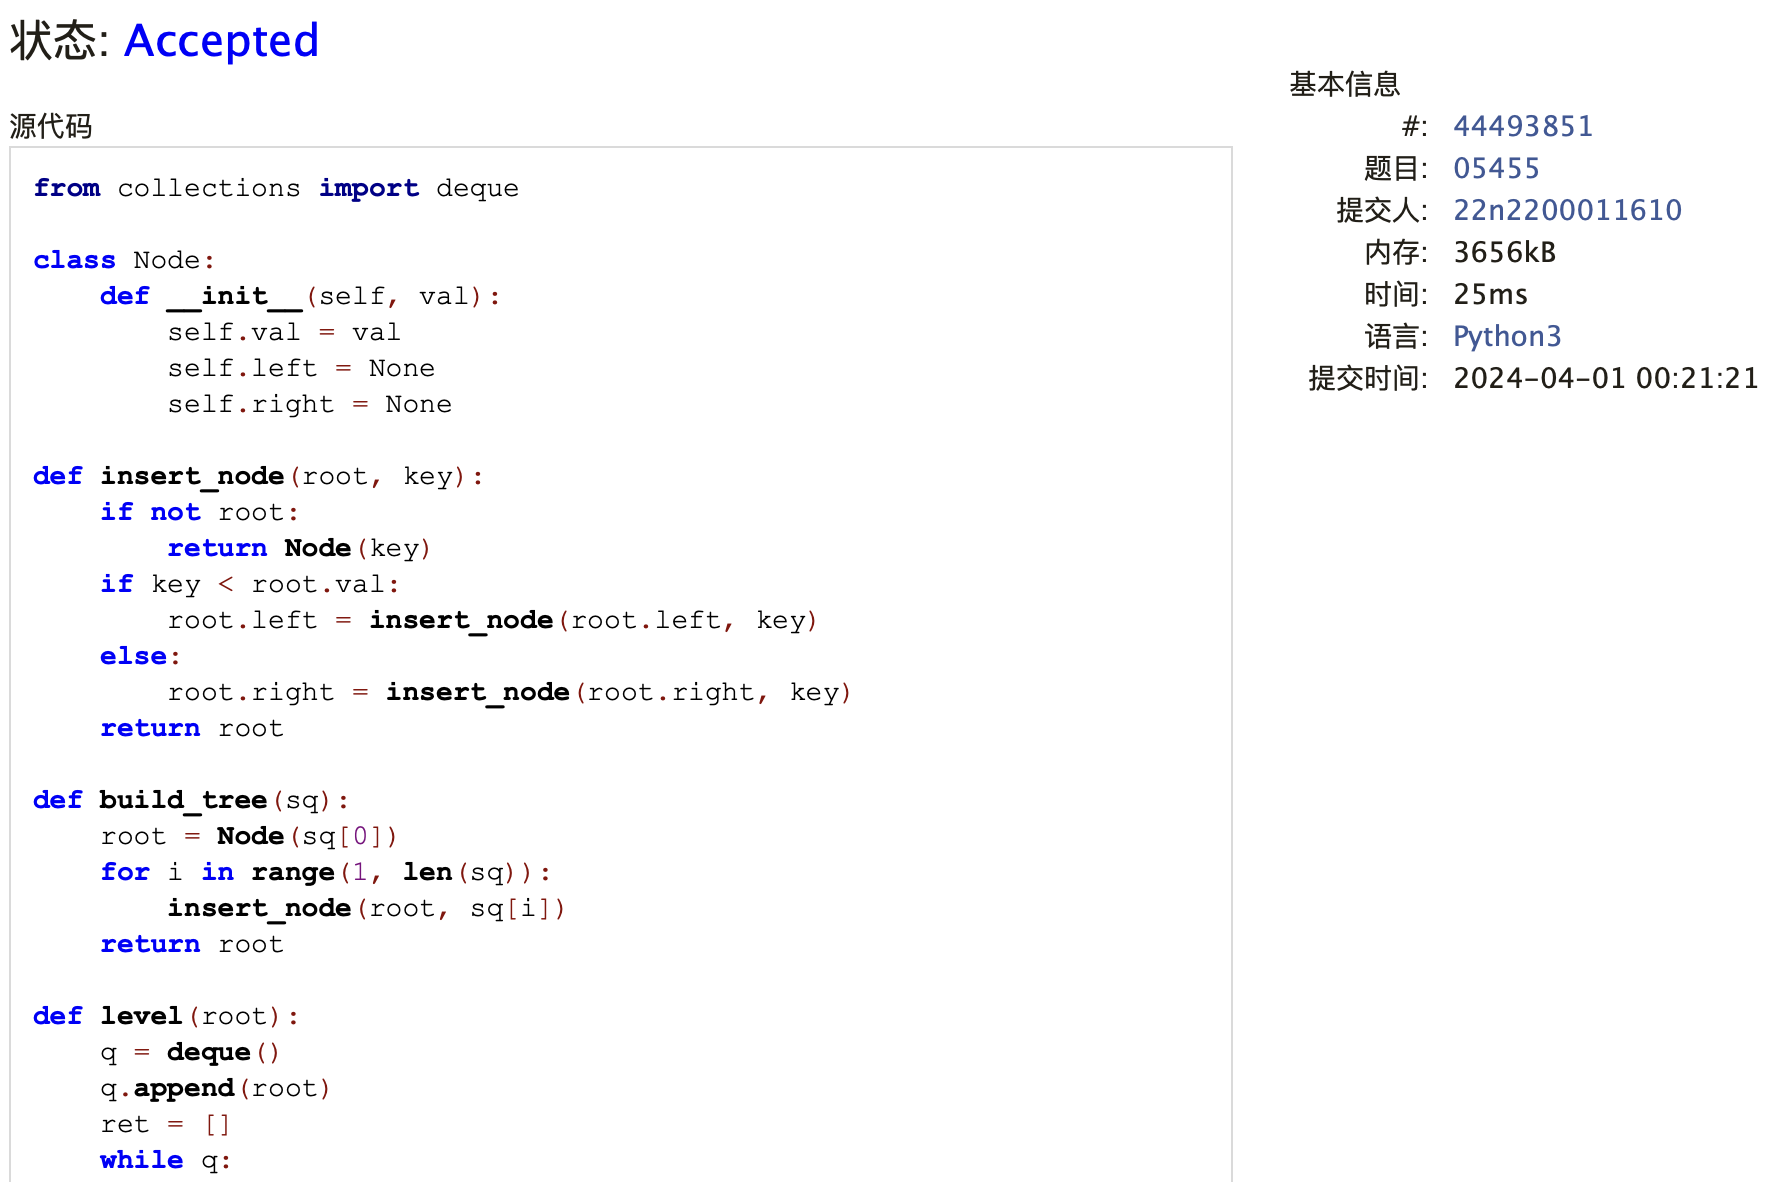 状态: Accepted
源代码
from collections import deque
class Node:
    def __init__(self, val):
        self.val = val
        self.left = None
        self.right = None
def insert_node(root, key):
    if not root:
        return Node(key)
    if key < root.val:
        root.left = insert_node(root.left, key)
    else:
        root.right = insert_node(root.right, key)
    return root
def build_tree(sq):
    root = Node(sq[0])
    for i in range(1, len(sq)):
        insert_node(root, sq[i])
    return root
def level(root):
    q = deque()
    q.append(root)
    ret = []
    while q:
基本信息
#: 44493851
题目: 05455
提交人: 22n2200011610
内存: 3656kB
时间: 25ms
语言: Python3
提交时间: 2024-04-01 00:21:21